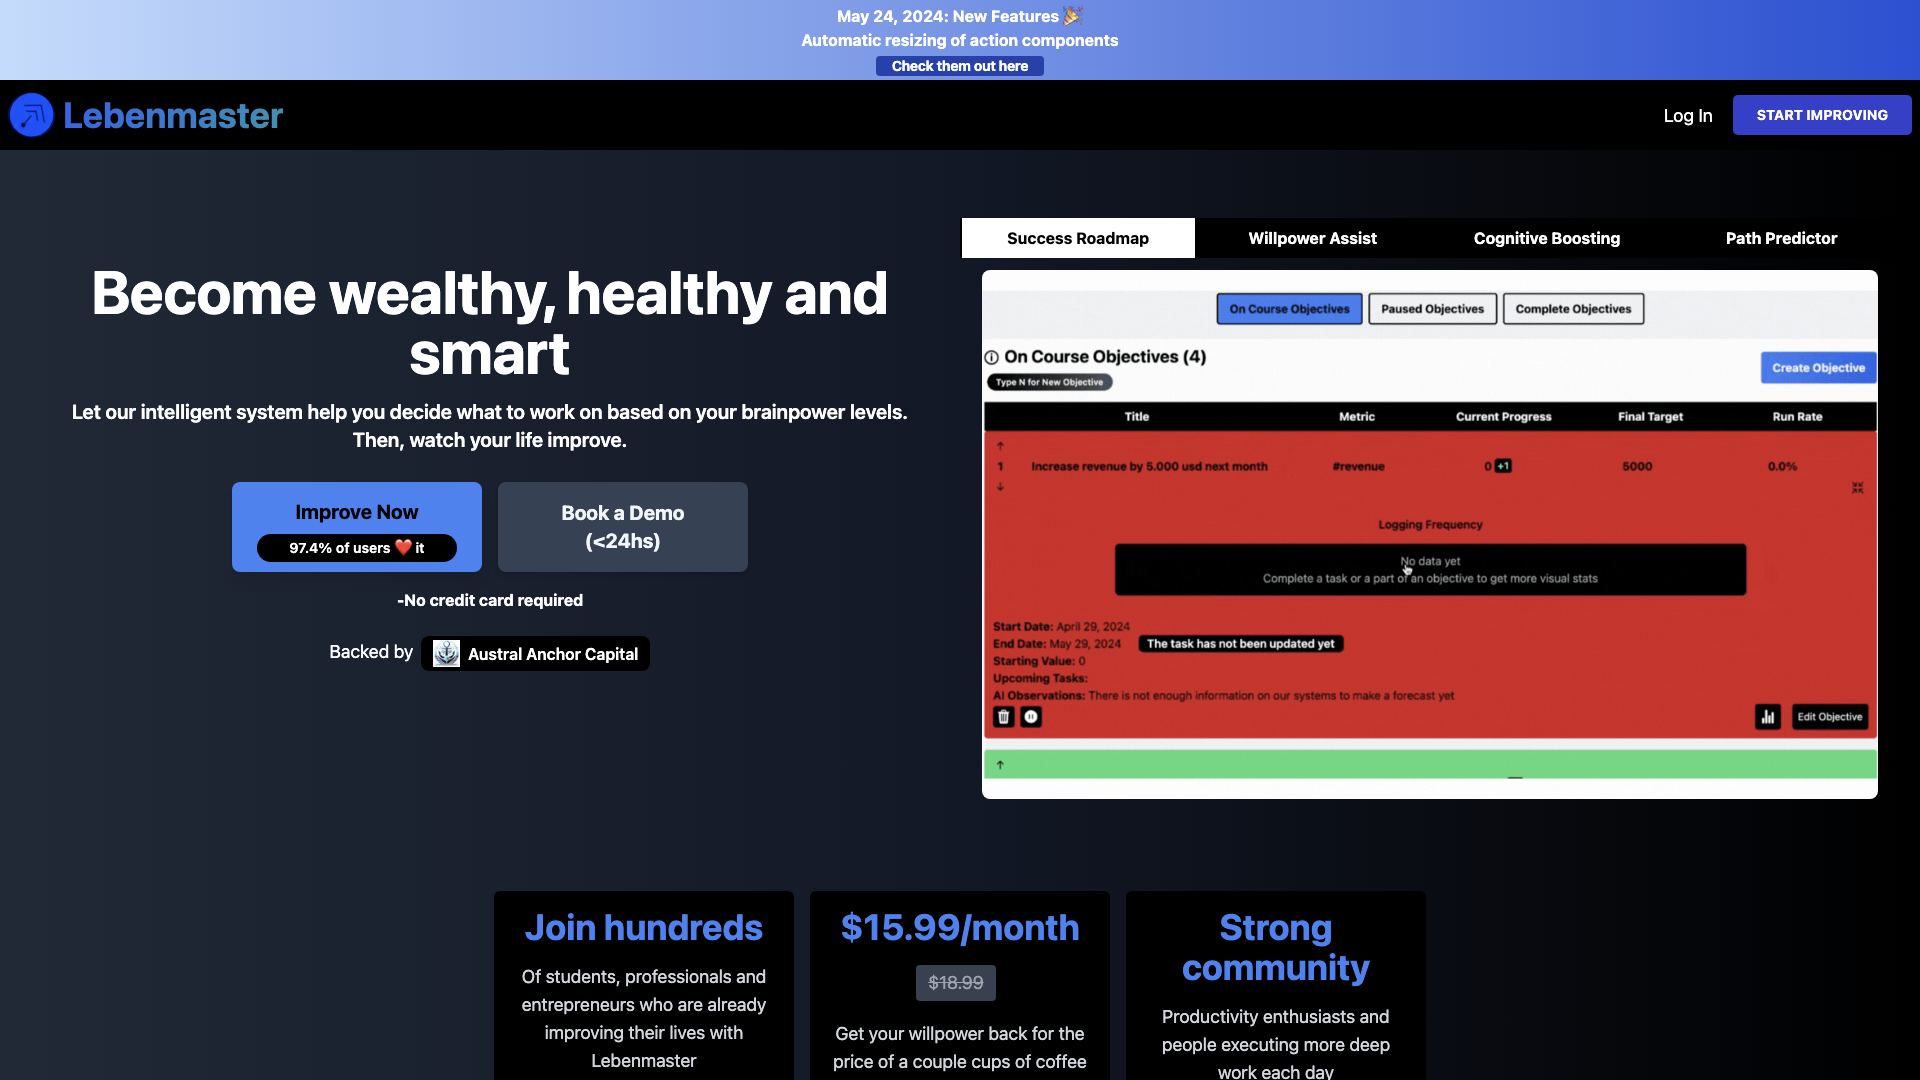 May 24, 2024: New Features 🎉
Automatic resizing of action components
Check them out here
Lebenmaster
Log In
START IMPROVING
Become wealthy, healthy and
smart
Let our intelligent system help you decide what to work on based on your brainpower levels.
Then, watch your life improve.
Improve Now
97.4% of users ❤️ it
Book a Demo
(<24hs)
-No credit card required
Backed by Austral Anchor Capital
Success Roadmap Willpower Assist Cognitive Boosting Path Predictor
On Course Objectives Paused Objectives Complete Objectives
On Course Objectives (4)
Type N for New Objective
Create Objective
Title Metric Current Progress Final Target Run Rate
1 Increase revenue by 5.000 usd next month #revenue 0 +1 5000 0.0%
Logging Frequency
No data yet
Complete a task or a part of an objective to get more visual stats
Start Date: April 29, 2024
End Date: May 29, 2024 The task has not been updated yet
Starting Value: 0
Upcoming Tasks:
AI Observations: There is not enough information on our systems to make a forecast yet
Edit Objective
Join hundreds
Of students, professionals and
entrepreneurs who are already
improving their lives with
Lebenmaster
$15.99/month
$18.99
Get your willpower back for the
price of a couple cups of coffee
Strong
community
Productivity enthusiasts and
people executing more deep
work each day